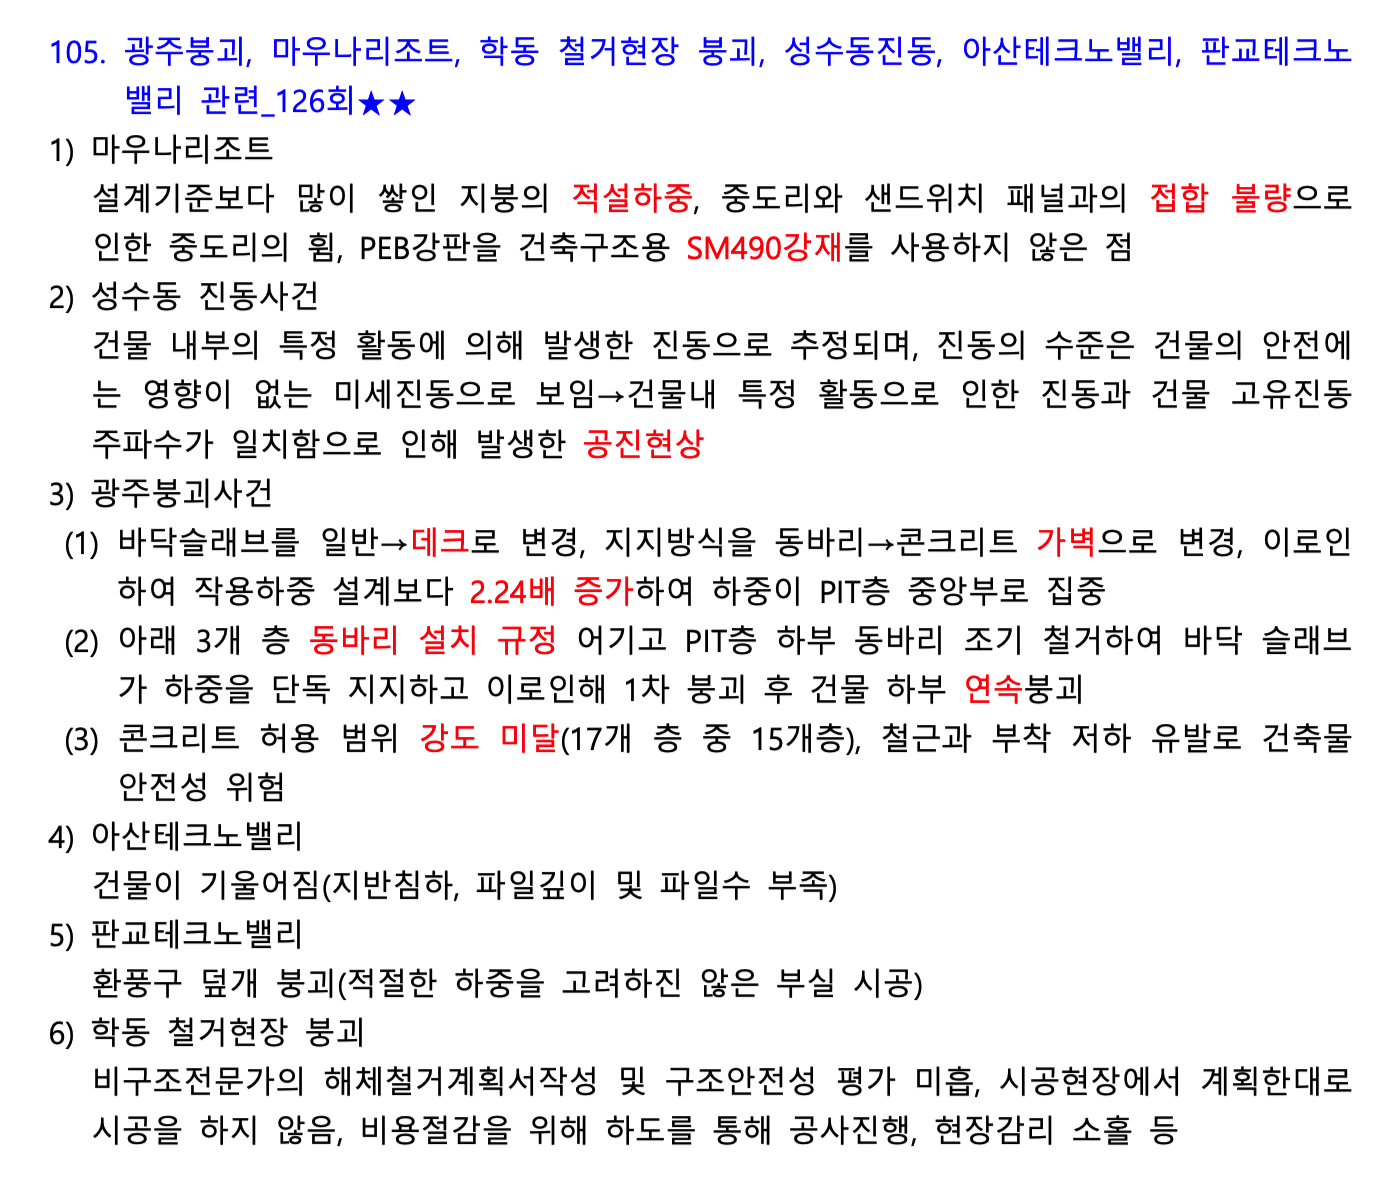 105. 광주붕괴, 마우나리조트, 학동 철거현장 붕괴, 성수동진동, 아산테크노밸리, 판교테크노
밸리 관련_126회★★
1) 마우나리조트
설계기준보다 많이 쌓인 지붕의 적설하중, 중도리와 샌드위치 패널과의 접합 불량으로
인한 중도리의 휨, PEB강판을 건축구조용 SM490강재를 사용하지 않은 점
2) 성수동 진동사건
건물 내부의 특정 활동에 의해 발생한 진동으로 추정되며, 진동의 수준은 건물의 안전에
는 영향이 없는 미세진동으로 보임→건물내 특정 활동으로 인한 진동과 건물 고유진동
주파수가 일치함으로 인해 발생한 공진현상
3) 광주붕괴사건
(1) 바닥슬래브를 일반→데크로 변경, 지지방식을 동바리→콘크리트 가벽으로 변경, 이로인
하여 작용하중 설계보다 2.24배 증가하여 하중이 PIT층 중앙부로 집중
(2) 아래 3개 층 동바리 설치 규정 어기고 PIT층 하부 동바리 조기 철거하여 바닥 슬래브
가 하중을 단독 지지하고 이로인해 1차 붕괴 후 건물 하부 연속붕괴
(3) 콘크리트 허용 범위 강도 미달(17개 층 중 15개층), 철근과 부착 저하 유발로 건축물
안전성 위험
4) 아산테크노밸리
건물이 기울어짐(지반침하, 파일깊이 및 파일수 부족)
5) 판교테크노밸리
환풍구 덮개 붕괴(적절한 하중을 고려하진 않은 부실 시공)
6) 학동 철거현장 붕괴
비구조전문가의 해체철거계획서작성 및 구조안전성 평가 미흡, 시공현장에서 계획한대로
시공을 하지 않음, 비용절감을 위해 하도를 통해 공사진행, 현장감리 소홀 등